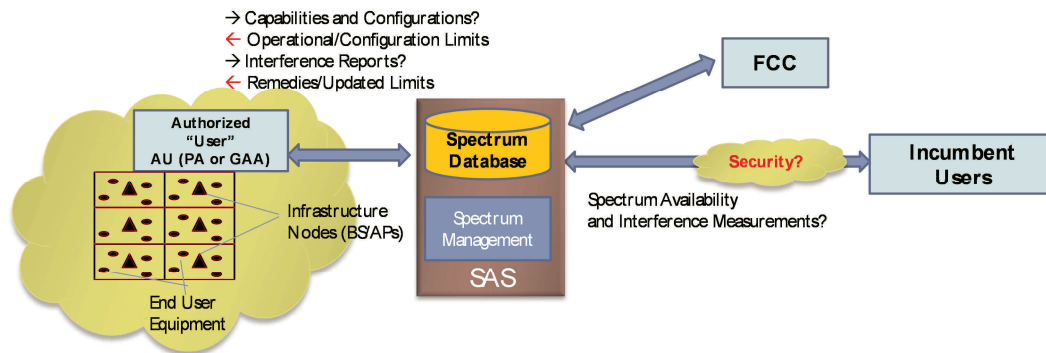 → Capabilities and Configurations?
← Operational/Configuration Limits
→ Interference Reports?
← Remedies/Updated Limits
FCC
Authorized
“User”
AU (PA or GAA)
Spectrum
Database
Security?
Incumbent
Users
Infrastructure
Nodes (BS/APs)
Spectrum
Management
SAS
Spectrum Availability
and Interference Measurements?
End User
Equipment